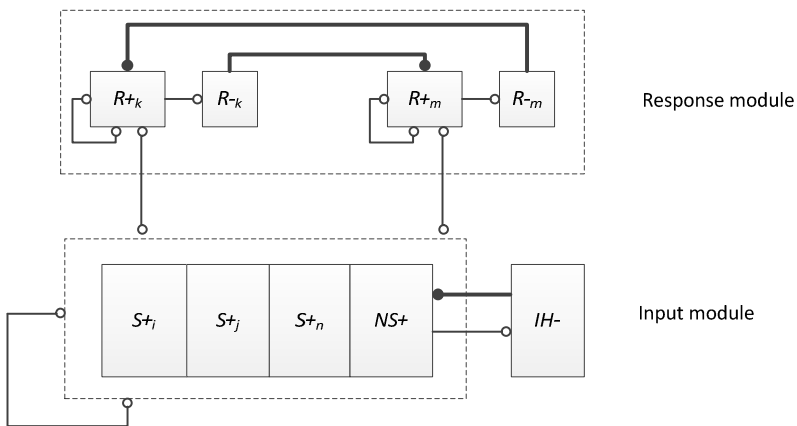 R+k R-k R+m R-m Response module
S+i S+j S+n NS+ IH- Input module